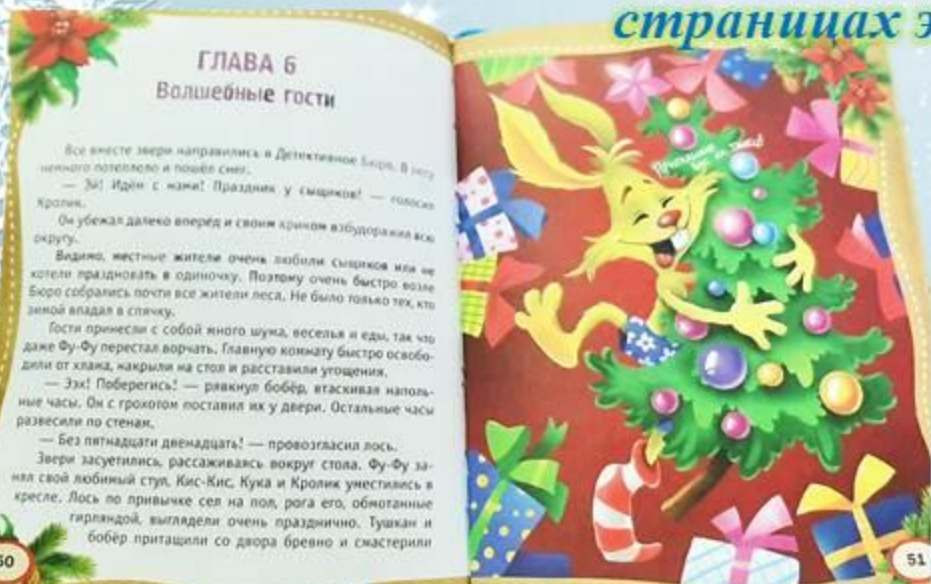 страницах э
ГЛАВА 6
Волшебные гости
Все вместе звери направились в Детективное Бюро. В лесу
немного потеплело и пошёл снег.
— Эй! Идём с нами! Праздник у сыщиков! — голосил
Кролик.
Он убежал далеко вперёд и своим криком взбудоражил всю
округу.
Видимо, местные жители очень любили сыщиков или не
хотели праздновать в одиночку. Поэтому очень быстро возле
Бюро собрались почти все жители леса. Не было только тех, кто
зимой впадал в спячку.
Гости принесли с собой много шума, веселья и еды, так что
даже Фу-Фу перестал ворчать. Главную комнату быстро освобо-
дили от хлама, накрыли на стол и расставили угощения.
— Ээх! Поберегись! — рявкнул бобёр, втаскивая наполь-
ные часы. Он с грохотом поставил их у двери. Остальные часы
развесили по стенам.
— Без пятнадцати двенадцать! — провозгласил лось.
Звери засуетились, рассаживаясь вокруг стола. Фу-Фу за-
нял свой любимый стул. Кис-Кис, Кука и Кролик уместились в
кресле. Лось по привычке сел на пол, рога его, обмотанные
гирляндой, выглядели очень празднично. Тушкан и
бобёр притащили со двора бревно и смастерили
50
вас на
51